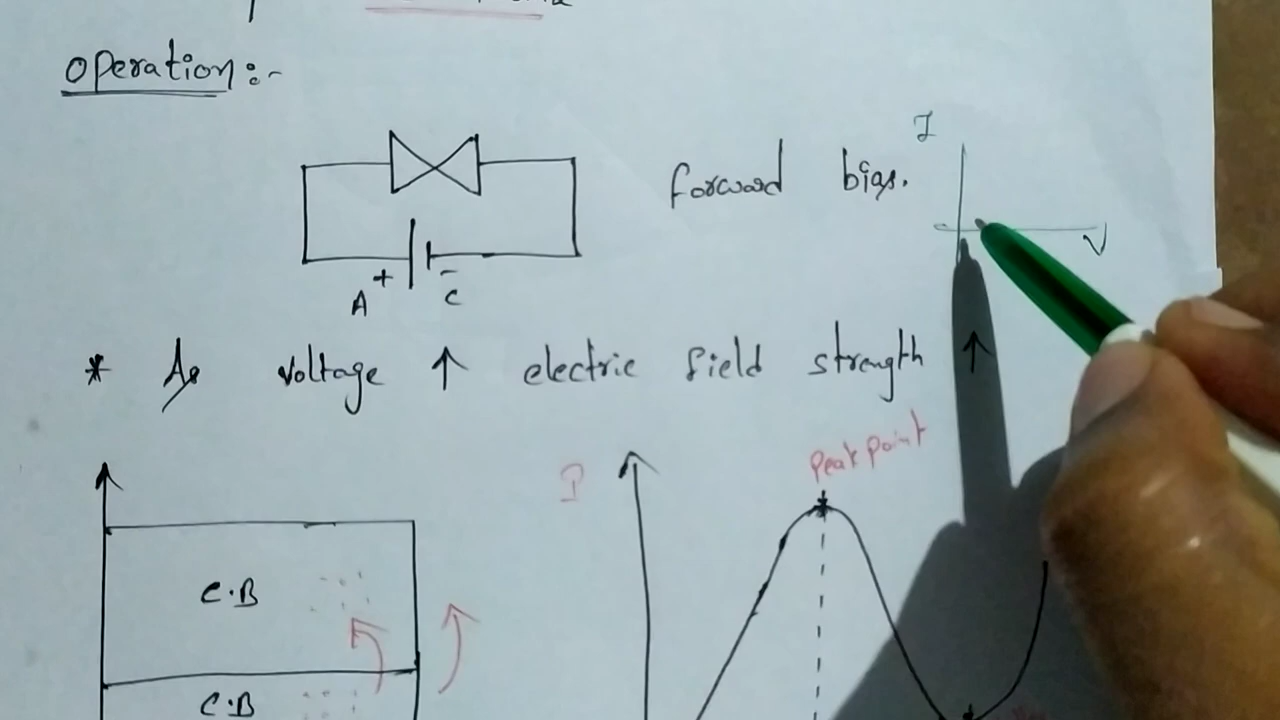 Operation:-
forward bias.
I
V
A + - C
* As voltage ↑ electric field strength ↑
Peak point
I
C.B
C.B